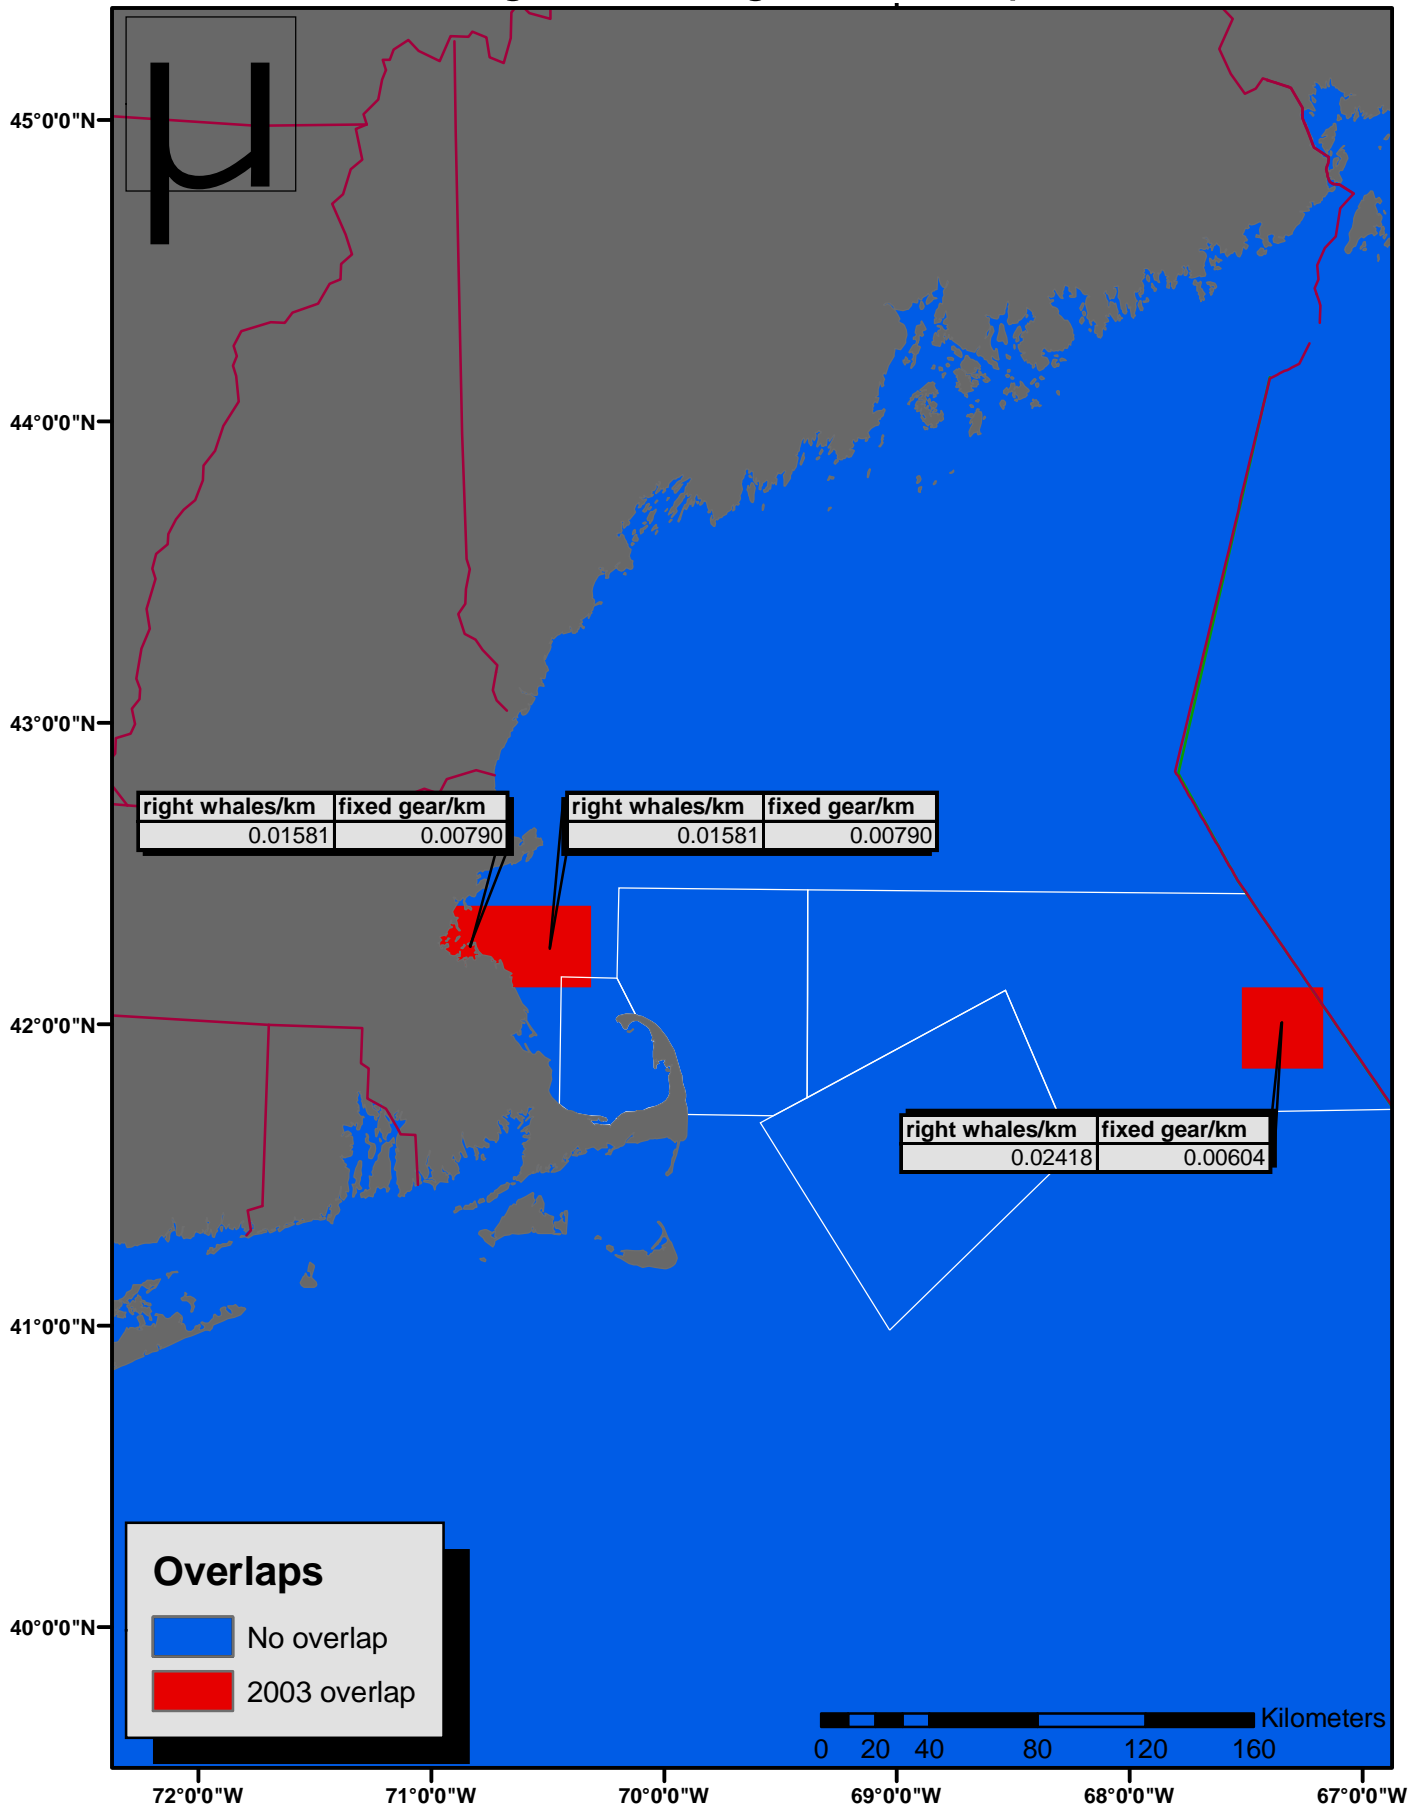 µ
45°0'0"N
44°0'0"N
43°0'0"N
right whales/km fixed gear/km
0.01581 0.00790
right whales/km fixed gear/km
0.01581 0.00790
42°0'0"N
right whales/km fixed gear/km
0.02418 0.00604
41°0'0"N
Overlaps
No overlap
2003 overlap
40°0'0"N
Kilometers
0 20 40 80 120 160
72°0'0"W 71°0'0"W 70°0'0"W 69°0'0"W 68°0'0"W 67°0'0"W